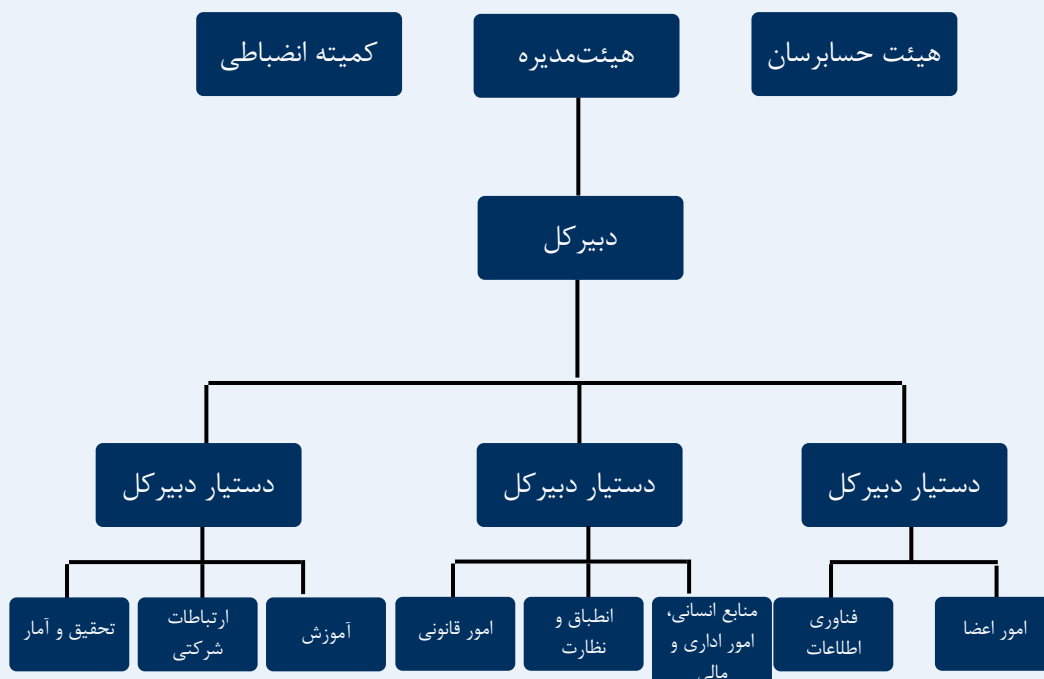 هیئت حسابرسان
هیئت‌مدیره
کمیته انضباطی
دبیرکل
دستیار دبیرکل
دستیار دبیرکل
دستیار دبیرکل
امور اعضا
فناوری
اطلاعات
منابع انسانی،
امور اداری و
مالی
انطباق و
نظارت
امور قانونی
آموزش
ارتباطات
شرکتی
تحقیق و آمار